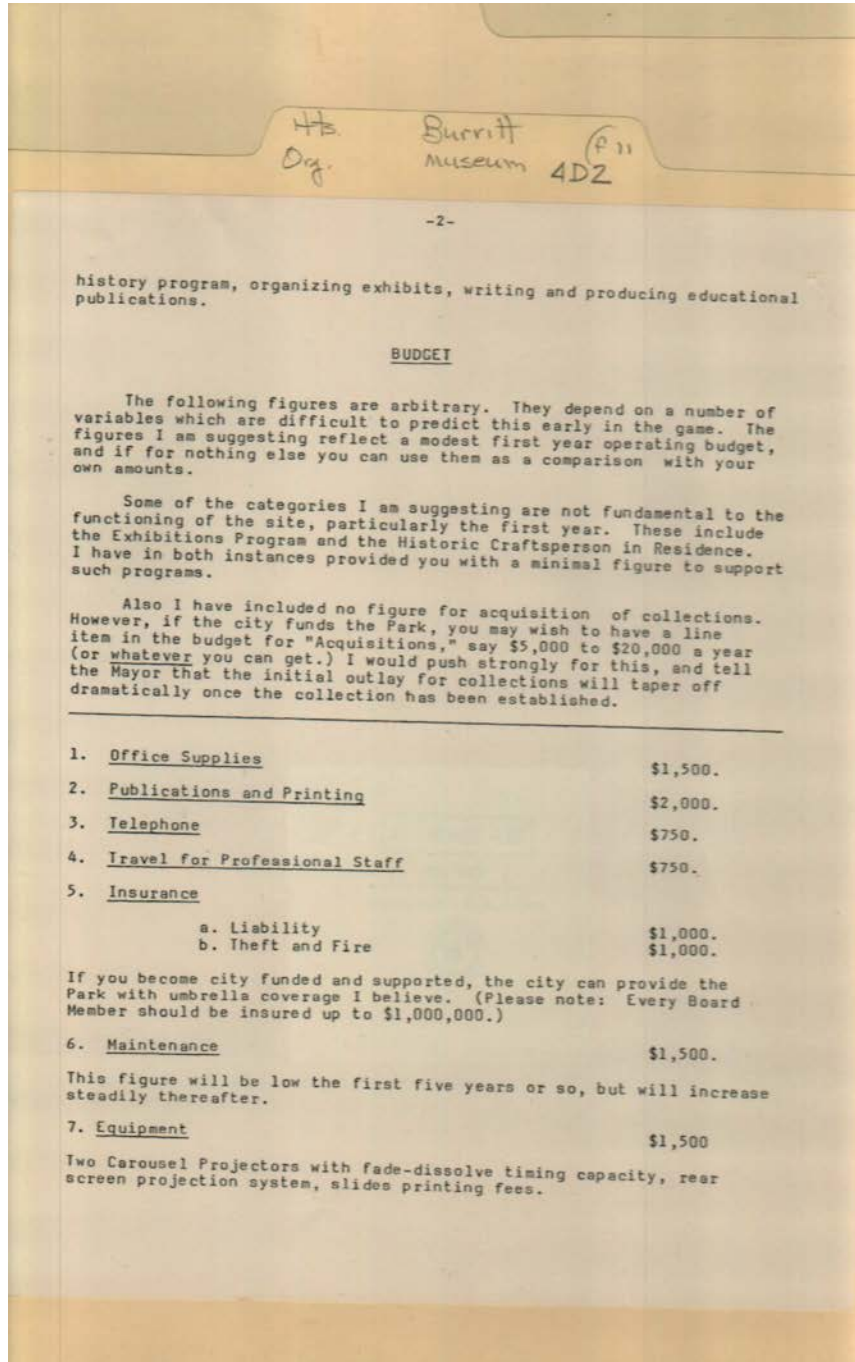 Hts. Burritt
Org. Museum 4D2 f 11
-2-
history program, organizing exhibits, writing and producing educational
publications.
BUDGET
The following figures are arbitrary. They depend on a number of
variables which are difficult to predict this early in the game. The
figures I am suggesting reflect a modest first year operating budget,
and if for nothing else you can use them as a comparison with your
own amounts.
Some of the categories I am suggesting are not fundamental to the
functioning of the site, particularly the first year. These include
the Exhibitions Program and the Historic Craftsperson in Residence.
I have in both instances provided you with a minimal figure to support
such programs.
Also I have included no figure for acquisition of collections.
However, if the city funds the Park, you may wish to have a line
item in the budget for "Acquisitions," say $5,000 to $20,000 a year
(or whatever you can get.) I would push strongly for this, and tell
the Mayor that the initial outlay for collections will taper off
dramatically once the collection has been established.
1. Office Supplies $1,500.
2. Publications and Printing $2,000.
3. Telephone $750.
4. Travel for Professional Staff $750.
5. Insurance
a. Liability $1,000.
b. Theft and Fire $1,000.
If you become city funded and supported, the city can provide the
Park with umbrella coverage I believe. (Please note: Every Board
Member should be insured up to $1,000,000.)
6. Maintenance $1,500.
This figure will be low the first five years or so, but will increase
steadily thereafter.
7. Equipment $1,500
Two Carousel Projectors with fade-dissolve timing capacity, rear
screen projection system, slides printing fees.